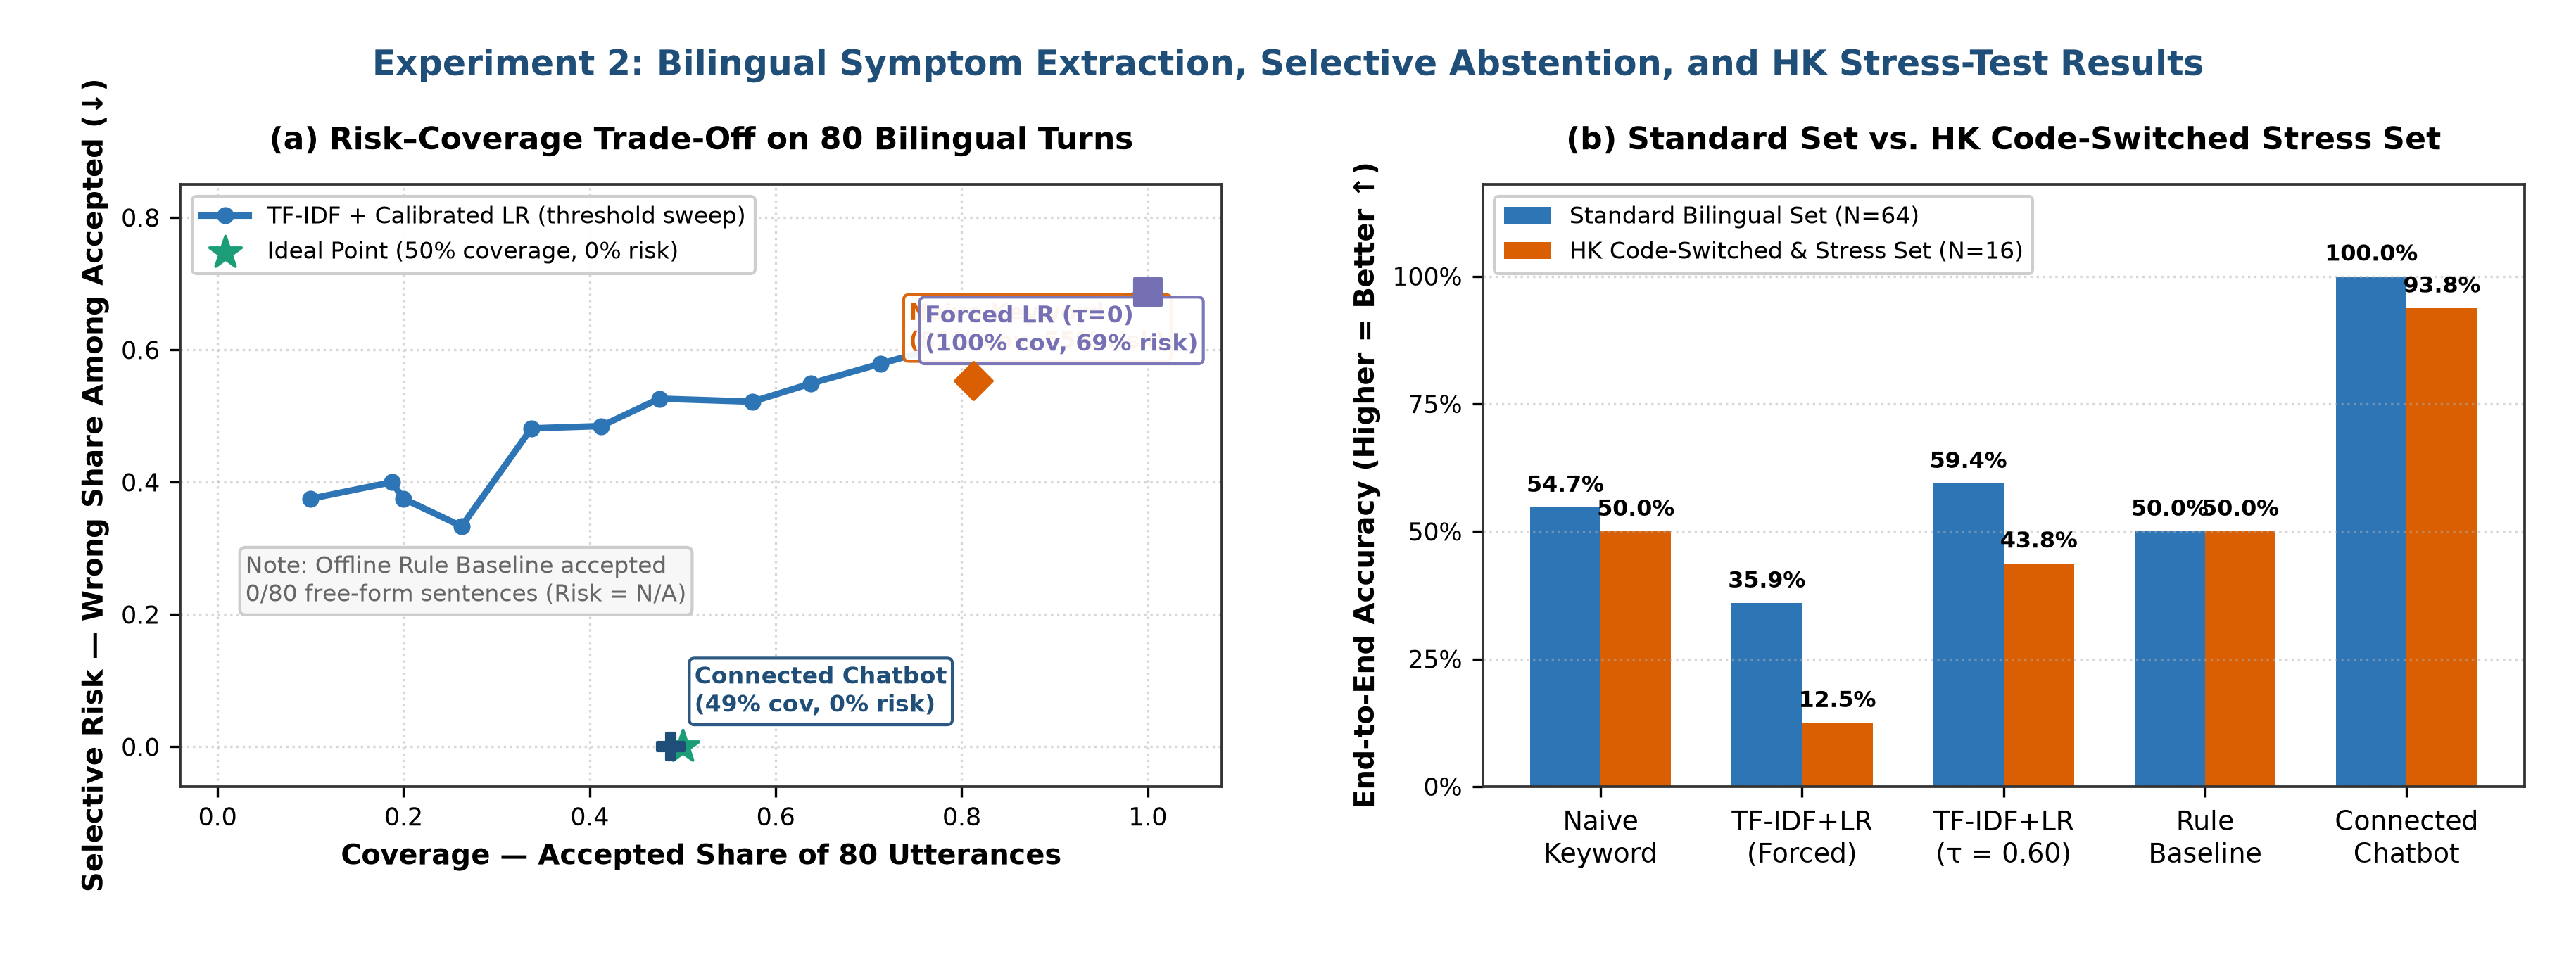 Experiment 2: Bilingual Symptom Extraction, Selective Abstention, and HK Stress-Test Results
(a) Risk–Coverage Trade-Off on 80 Bilingual Turns
Selective Risk — Wrong Share Among Accepted (↓)
TF-IDF + Calibrated LR (threshold sweep)
Ideal Point (50% coverage, 0% risk)
0.8
0.6
0.4
0.2
0.0
Forced LR (τ=0)
(100% cov, 69% risk)
Note: Offline Rule Baseline accepted
0/80 free-form sentences (Risk = N/A)
Connected Chatbot
(49% cov, 0% risk)
0.0 0.2 0.4 0.6 0.8 1.0
Coverage — Accepted Share of 80 Utterances
(b) Standard Set vs. HK Code-Switched Stress Set
End-to-End Accuracy (Higher = Better ↑)
Standard Bilingual Set (N=64)
HK Code-Switched & Stress Set (N=16)
100%
75%
50%
25%
0%
54.7% 50.0%
35.9% 12.5%
59.4% 43.8%
50.0% 50.0%
100.0% 93.8%
Naive
Keyword
TF-IDF+LR
(Forced)
TF-IDF+LR
(τ = 0.60)
Rule
Baseline
Connected
Chatbot